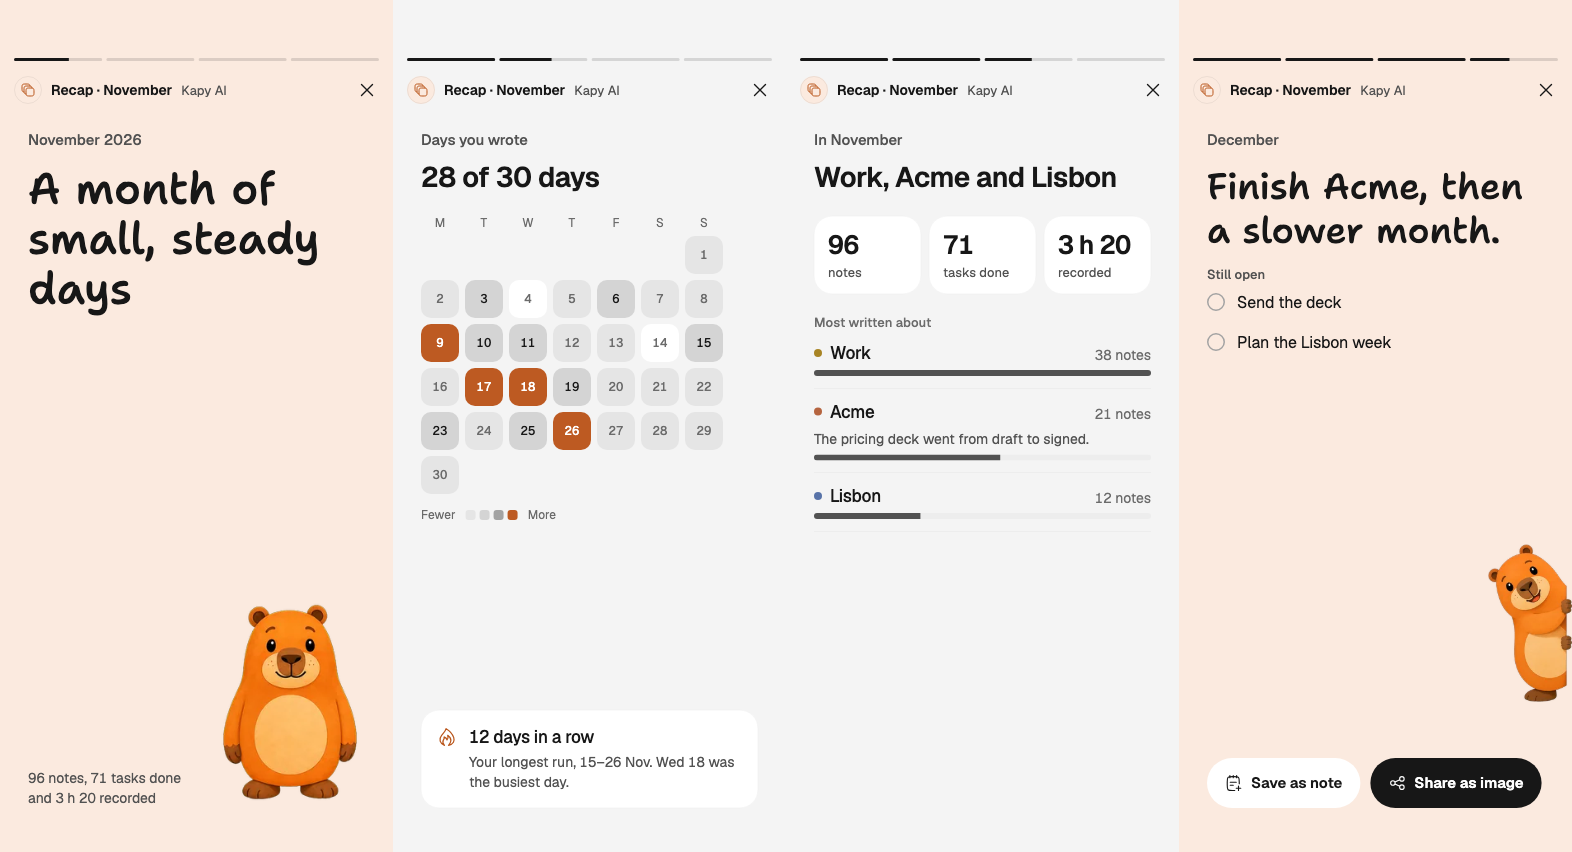 Recap · November Kapy AI
November 2026
A month of
small, steady
days
96 notes, 71 tasks done
and 3 h 20 recorded
Recap · November Kapy AI
Days you wrote
28 of 30 days
M T W T F S S
1
2 3 4 5 6 7 8
9 10 11 12 13 14 15
16 17 18 19 20 21 22
23 24 25 26 27 28 29
30
Fewer More
12 days in a row
Your longest run, 15–26 Nov. Wed 18 was
the busiest day.
Recap · November Kapy AI
In November
Work, Acme and Lisbon
96 71 3 h 20
notes tasks done recorded
Most written about
Work 38 notes
Acme 21 notes
The pricing deck went from draft to signed.
Lisbon 12 notes
Recap · November Kapy AI
December
Finish Acme, then
a slower month.
Still open
Send the deck
Plan the Lisbon week
Save as note Share as image